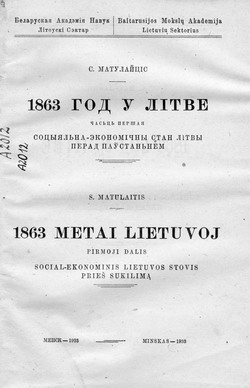 Беларуская Акадэмія Навук
Літоўскі Сэктар
Baltarusijos Mokslų Akademija
Lietuvių Sektorius
С. МАТУЛАЙЦІС
1863 ГОД У ЛІТВЕ
ЧАСЬЦЬ ПЕРШАЯ
СОЦЫЯЛЬНА-ЭКОНОМІЧНЫ СТАН ЛІТВЫ
ПЕРАД ПАЎСТАНЬНЕМ
S. MATULAITIS
1863 METAI LIETUVOJ
PIRMOJI DALIS
SOCIAL-EKONOMINIS LIETUVOS STOVIS
PRIEŠ SUKILIMĄ
МЕНСК—1933
MINSKAS—1933
A2012
A2012